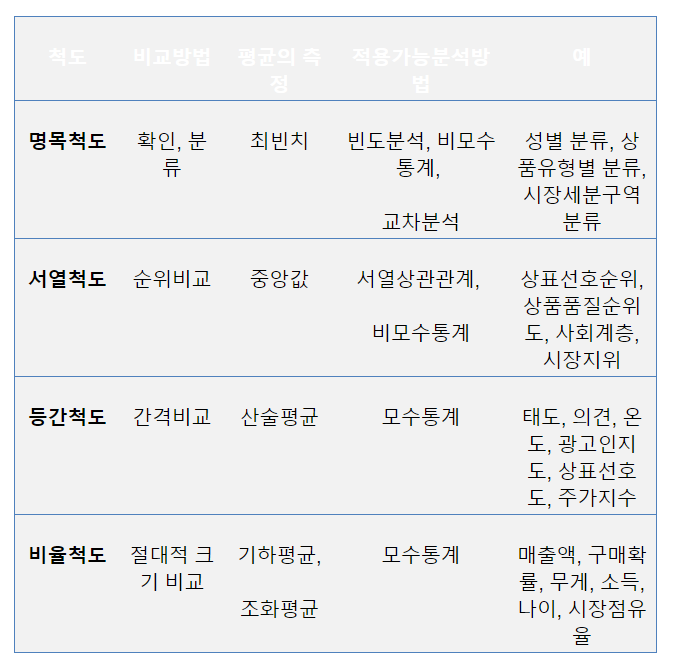 척도 비교방법 평균의 측정 적용가능분석방법 예
명목척도 확인, 분류 최빈치 빈도분석, 비모수통계, 교차분석 성별 분류, 상품유형별 분류, 시장세분구역 분류
서열척도 순위비교 중앙값 서열상관관계, 비모수통계 상표선호순위, 상품품질순위도, 사회계층, 시장지위
등간척도 간격비교 산술평균 모수통계 태도, 의견, 온도, 광고인지도, 상표선호도, 주가지수
비율척도 절대적 크기 비교 기하평균, 조화평균 모수통계 매출액, 구매확률, 무게, 소득, 나이, 시장점유율